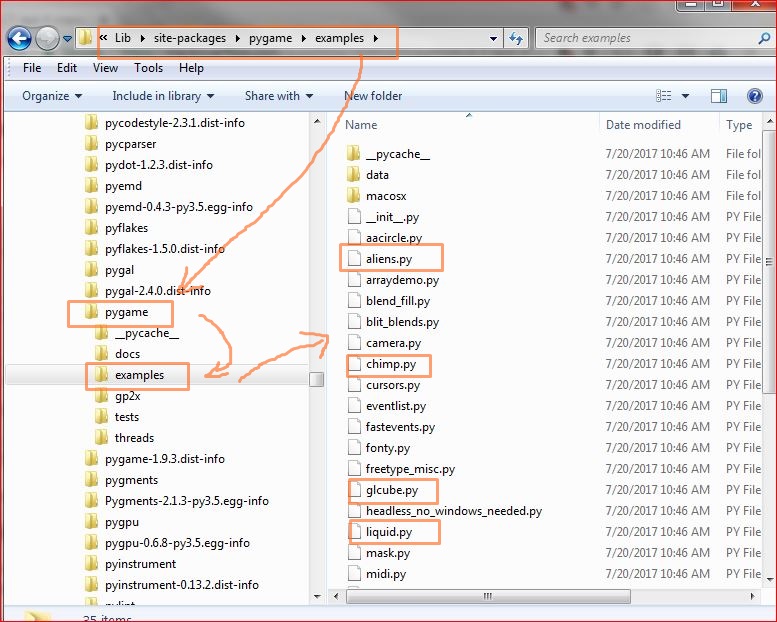 « Lib ▸ site-packages ▸ pygame ▸ examples ▸
Search examples
File Edit View Tools Help
Organize Include in library Share with New folder
pycodestyle-2.3.1.dist-info
pycparser
pydot-1.2.3.dist-info
pyemd
pyemd-0.4.3-py3.5.egg-info
pyflakes
pyflakes-1.5.0.dist-info
pygal
pygal-2.4.0.dist-info
pygame
__pycache__
docs
examples
gp2x
tests
threads
pygame-1.9.3.dist-info
pygments
Pygments-2.1.3-py3.5.egg-info
pygpu
pygpu-0.6.8-py3.5.egg-info
pyinstrument
pyinstrument-0.13.2.dist-info
pylint
Name Date modified Type
__pycache__ 7/20/2017 10:46 AM File fol
data 7/20/2017 10:46 AM File fol
macosx 7/20/2017 10:46 AM File fol
__init__.py 7/20/2017 10:46 AM PY File
aacircle.py 7/20/2017 10:46 AM PY File
aliens.py 7/20/2017 10:46 AM PY File
arraydemo.py 7/20/2017 10:46 AM PY File
blend_fill.py 7/20/2017 10:46 AM PY File
blit_blends.py 7/20/2017 10:46 AM PY File
camera.py 7/20/2017 10:46 AM PY File
chimp.py 7/20/2017 10:46 AM PY File
cursors.py 7/20/2017 10:46 AM PY File
eventlist.py 7/20/2017 10:46 AM PY File
fastevents.py 7/20/2017 10:46 AM PY File
fonty.py 7/20/2017 10:46 AM PY File
freetype_misc.py 7/20/2017 10:46 AM PY File
glcube.py 7/20/2017 10:46 AM PY File
headless_no_windows_needed.py 7/20/2017 10:46 AM PY File
liquid.py 7/20/2017 10:46 AM PY File
mask.py 7/20/2017 10:46 AM PY File
midi.py 7/20/2017 10:46 AM PY File
35 items